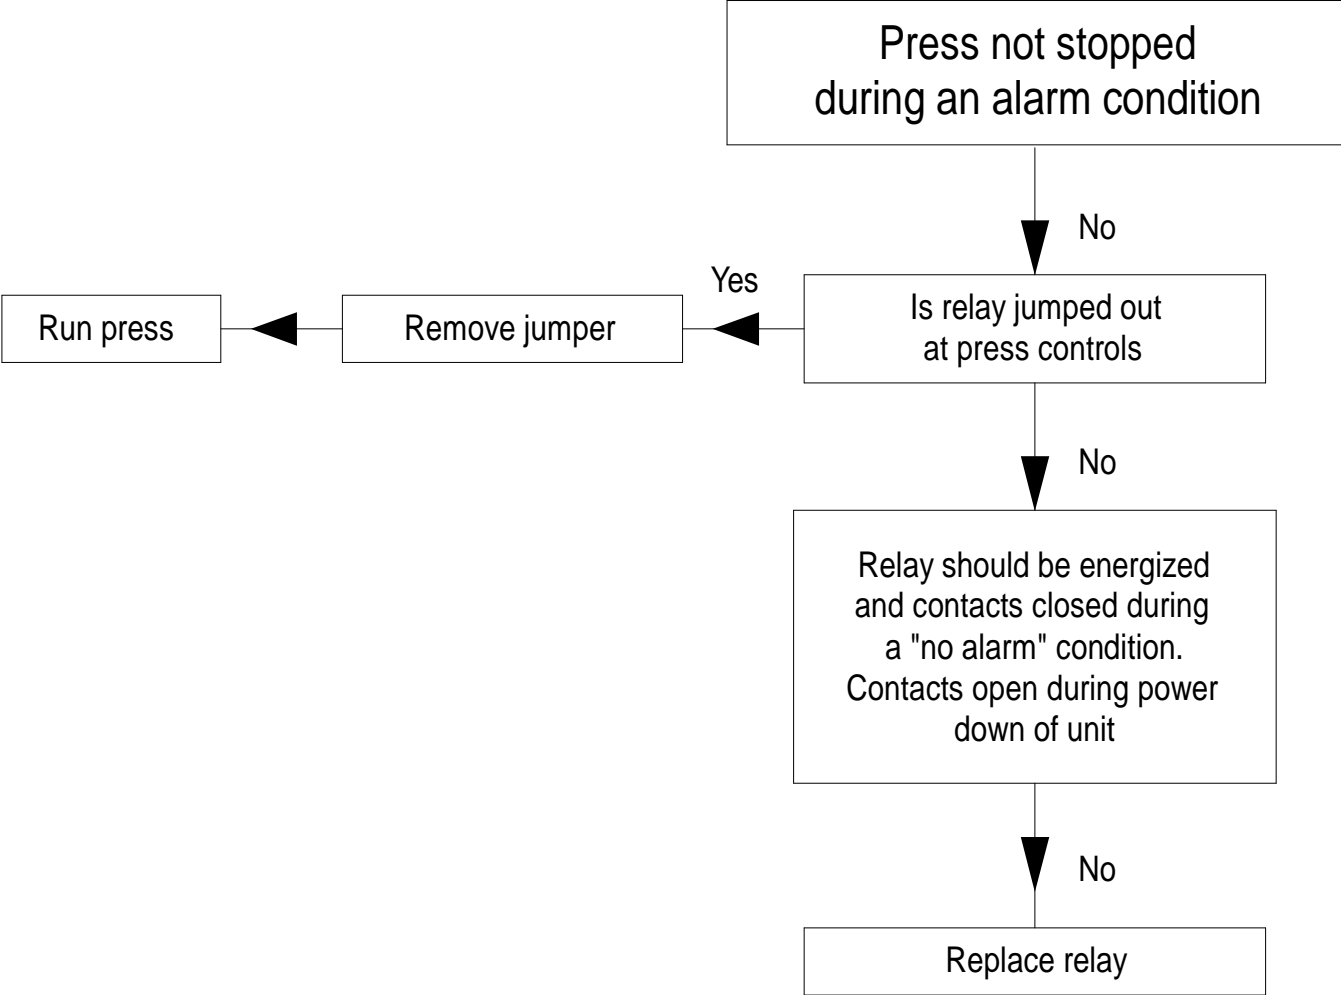 Press not stopped
during an alarm condition
No
Yes
Is relay jumped out
at press controls
Remove jumper
Run press
No
Relay should be energized
and contacts closed during
a "no alarm" condition.
Contacts open during power
down of unit
No
Replace relay